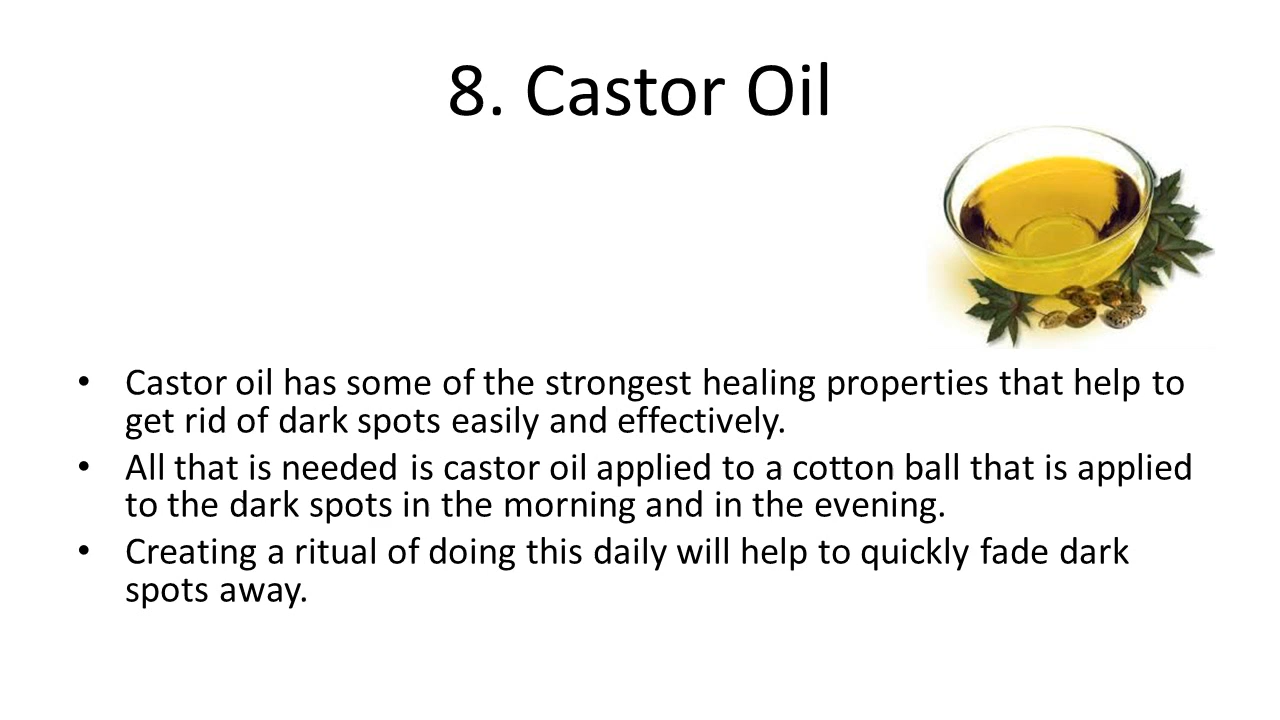 8. Castor Oil
• Castor oil has some of the strongest healing properties that help to
get rid of dark spots easily and effectively.
• All that is needed is castor oil applied to a cotton ball that is applied
to the dark spots in the morning and in the evening.
• Creating a ritual of doing this daily will help to quickly fade dark
spots away.